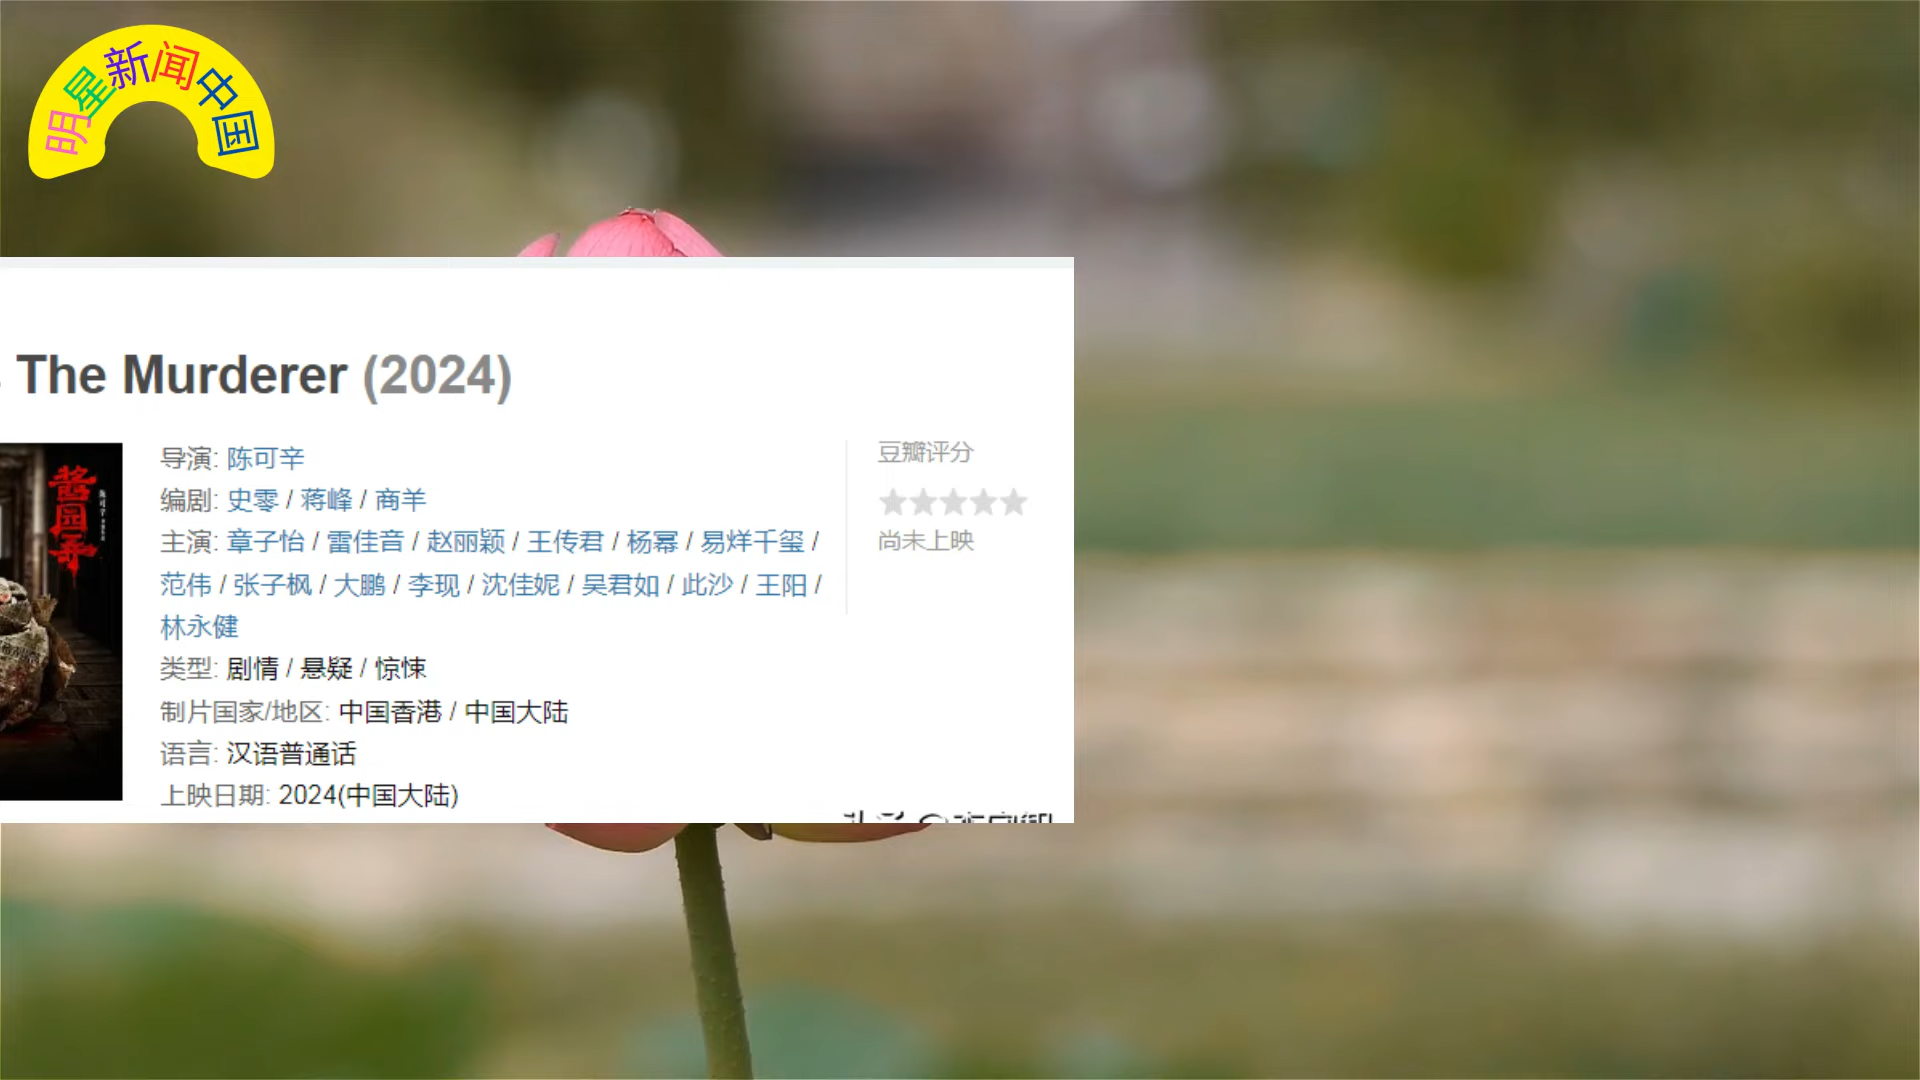 明星新闻中国
The Murderer (2024)
酱园弄
导演: 陈可辛
编剧: 史零 / 蒋峰 / 商羊
主演: 章子怡 / 雷佳音 / 赵丽颖 / 王传君 / 杨幂 / 易烊千玺 /
范伟 / 张子枫 / 大鹏 / 李现 / 沈佳妮 / 吴君如 / 此沙 / 王阳 /
林永健
类型: 剧情 / 悬疑 / 惊悚
制片国家/地区: 中国香港 / 中国大陆
语言: 汉语普通话
上映日期: 2024(中国大陆)
豆瓣评分
尚未上映